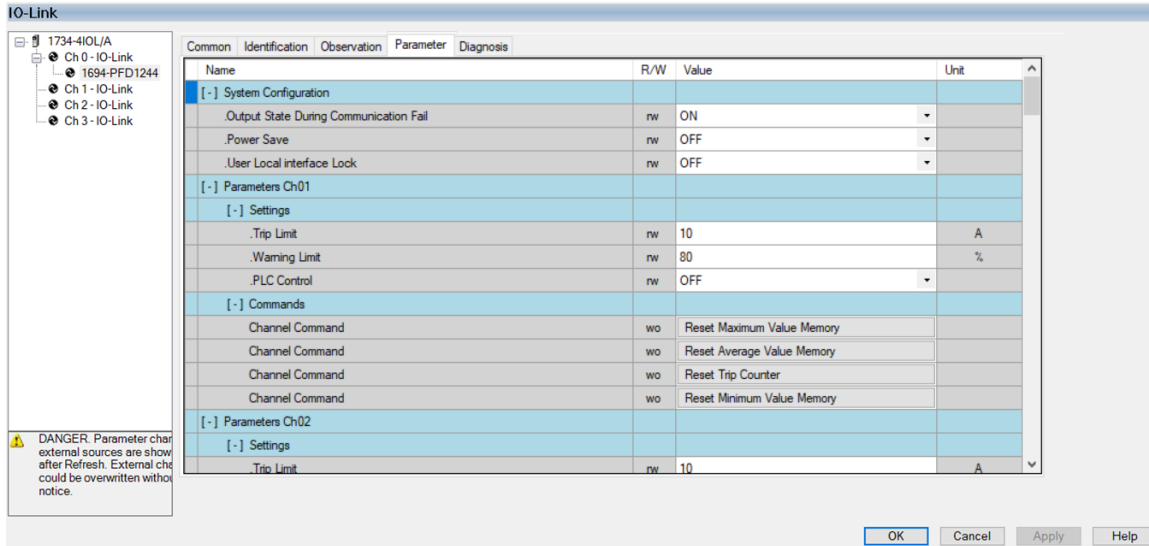 IO-Link
1734-4IOL/A
Ch 0 - IO-Link
1694-PFD1244
Ch 1 - IO-Link
Ch 2 - IO-Link
Ch 3 - IO-Link
DANGER. Parameter char
external sources are show
after Refresh. External cha
could be overwritten withou
notice.
Common Identification Observation Parameter Diagnosis
Name R/W Value Unit
[-] System Configuration
.Output State During Communication Fail rw ON
.Power Save rw OFF
.User Local interface Lock rw OFF
[-] Parameters Ch01
[-] Settings
.Trip Limit rw 10 A
.Warning Limit rw 80 %
.PLC Control rw OFF
[-] Commands
Channel Command wo Reset Maximum Value Memory
Channel Command wo Reset Average Value Memory
Channel Command wo Reset Trip Counter
Channel Command wo Reset Minimum Value Memory
[-] Parameters Ch02
[-] Settings
.Trip Limit rw 10 A
OK Cancel Apply Help